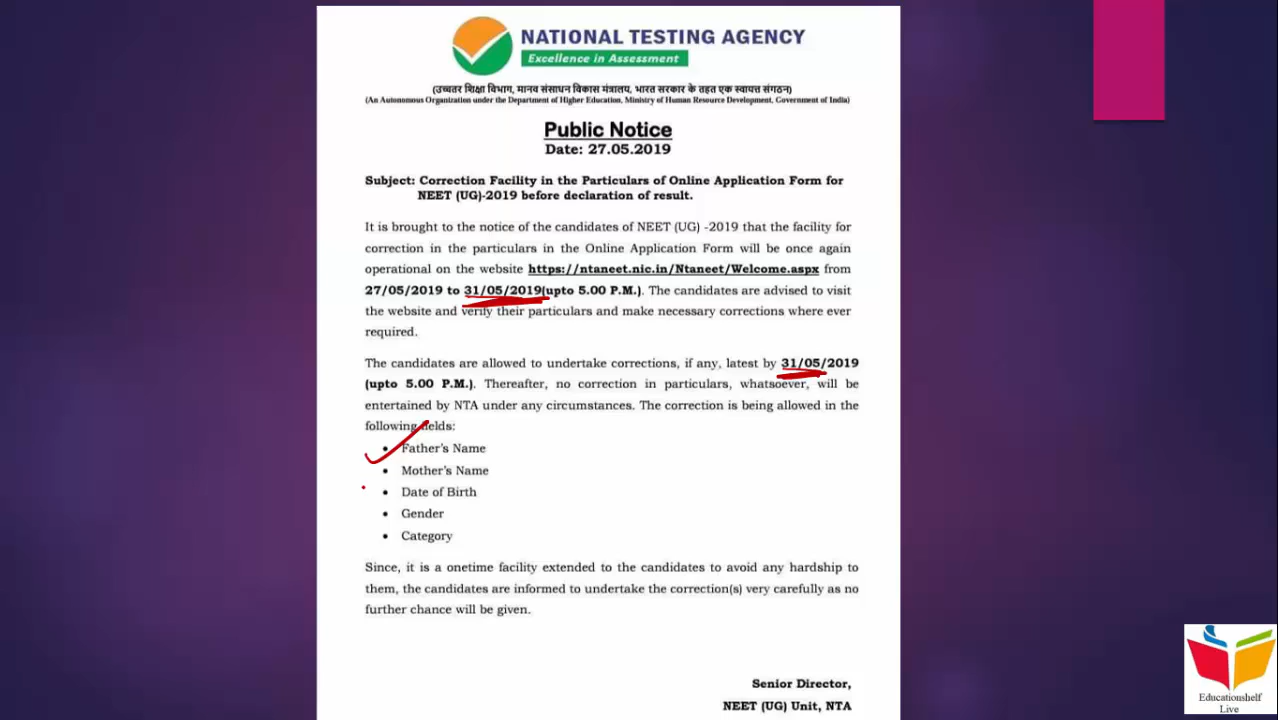 NATIONAL TESTING AGENCY
Excellence in Assessment
(उच्चतर शिक्षा विभाग, मानव संसाधन विकास मंत्रालय, भारत सरकार के तहत एक स्वायत्त संगठन)
(An Autonomous Organization under the Department of Higher Education, Ministry of Human Resource Development, Government of India)
Public Notice
Date: 27.05.2019
Subject: Correction Facility in the Particulars of Online Application Form for
NEET (UG)-2019 before declaration of result.
It is brought to the notice of the candidates of NEET (UG) -2019 that the facility for
correction in the particulars in the Online Application Form will be once again
operational on the website https://ntaneet.nic.in/Ntaneet/Welcome.aspx from
27/05/2019 to 31/05/2019(upto 5.00 P.M.). The candidates are advised to visit
the website and verify their particulars and make necessary corrections where ever
required.
The candidates are allowed to undertake corrections, if any, latest by 31/05/2019
(upto 5.00 P.M.). Thereafter, no correction in particulars, whatsoever, will be
entertained by NTA under any circumstances. The correction is being allowed in the
following fields:
• Father's Name
• Mother's Name
• Date of Birth
• Gender
• Category
Since, it is a onetime facility extended to the candidates to avoid any hardship to
them, the candidates are informed to undertake the correction(s) very carefully as no
further chance will be given.
Senior Director,
NEET (UG) Unit, NTA
Educationshelf
Live